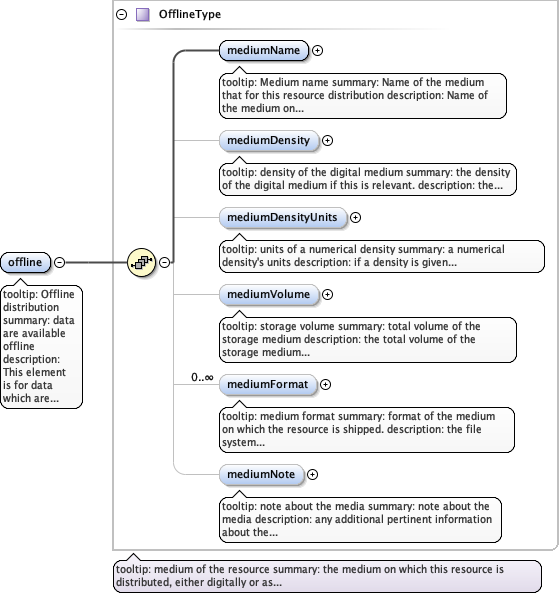 OfflineType
mediumName
tooltip: Medium name summary: Name of the medium
that for this resource distribution description: Name of
the medium on...
mediumDensity
tooltip: density of the digital medium summary: the density
of the digital medium if this is relevant. description: the...
mediumDensityUnits
tooltip: units of a numerical density summary: a numerical
density's units description: if a density is given...
offline
tooltip: Offline
distribution
summary: data
are available
offline
description:
This element
is for data
which are...
mediumVolume
tooltip: storage volume summary: total volume of the
storage medium description: the total volume of the
storage medium...
0..∞
mediumFormat
tooltip: medium format summary: format of the medium
on which the resource is shipped. description: the file
system...
mediumNote
tooltip: note about the media summary: note about the
media description: any additional pertinent information
about the...
tooltip: medium of the resource summary: the medium on which this resource is
distributed, either digitally or as...